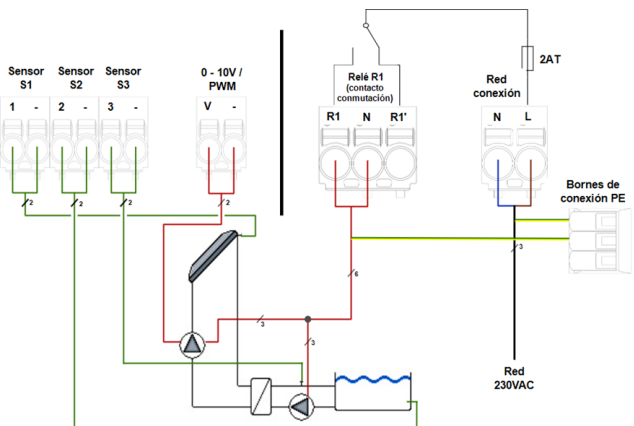 Sensor S1
Sensor S2
Sensor S3
0 - 10V / PWM
Relé R1
(contacto conmutación)
Red conexión
2AT
1 -
2 -
3 -
V -
R1 N R1'
N L
Bornes de conexión PE
2
2
2
2
6
3
3
3
Red
230VAC